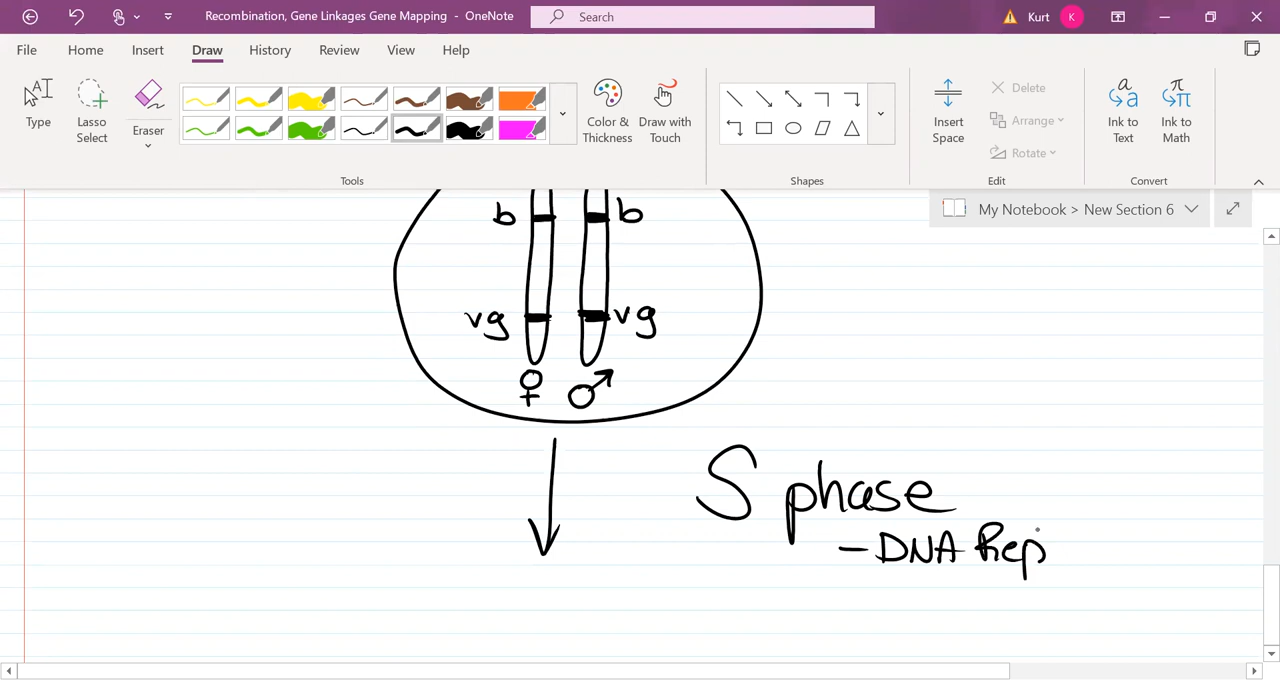 Recombination, Gene Linkages Gene Mapping - OneNote
Search
Kurt K
File Home Insert Draw History Review View Help
Type
Lasso Select
Eraser
Color & Thickness
Draw with Touch
Insert Space
Delete
Arrange
Rotate
a a
Ink to Text
π π
Ink to Math
Tools Shapes Edit Convert
My Notebook > New Section 6
b b
vg vg
♀ ♂
S phase
- DNA Rep